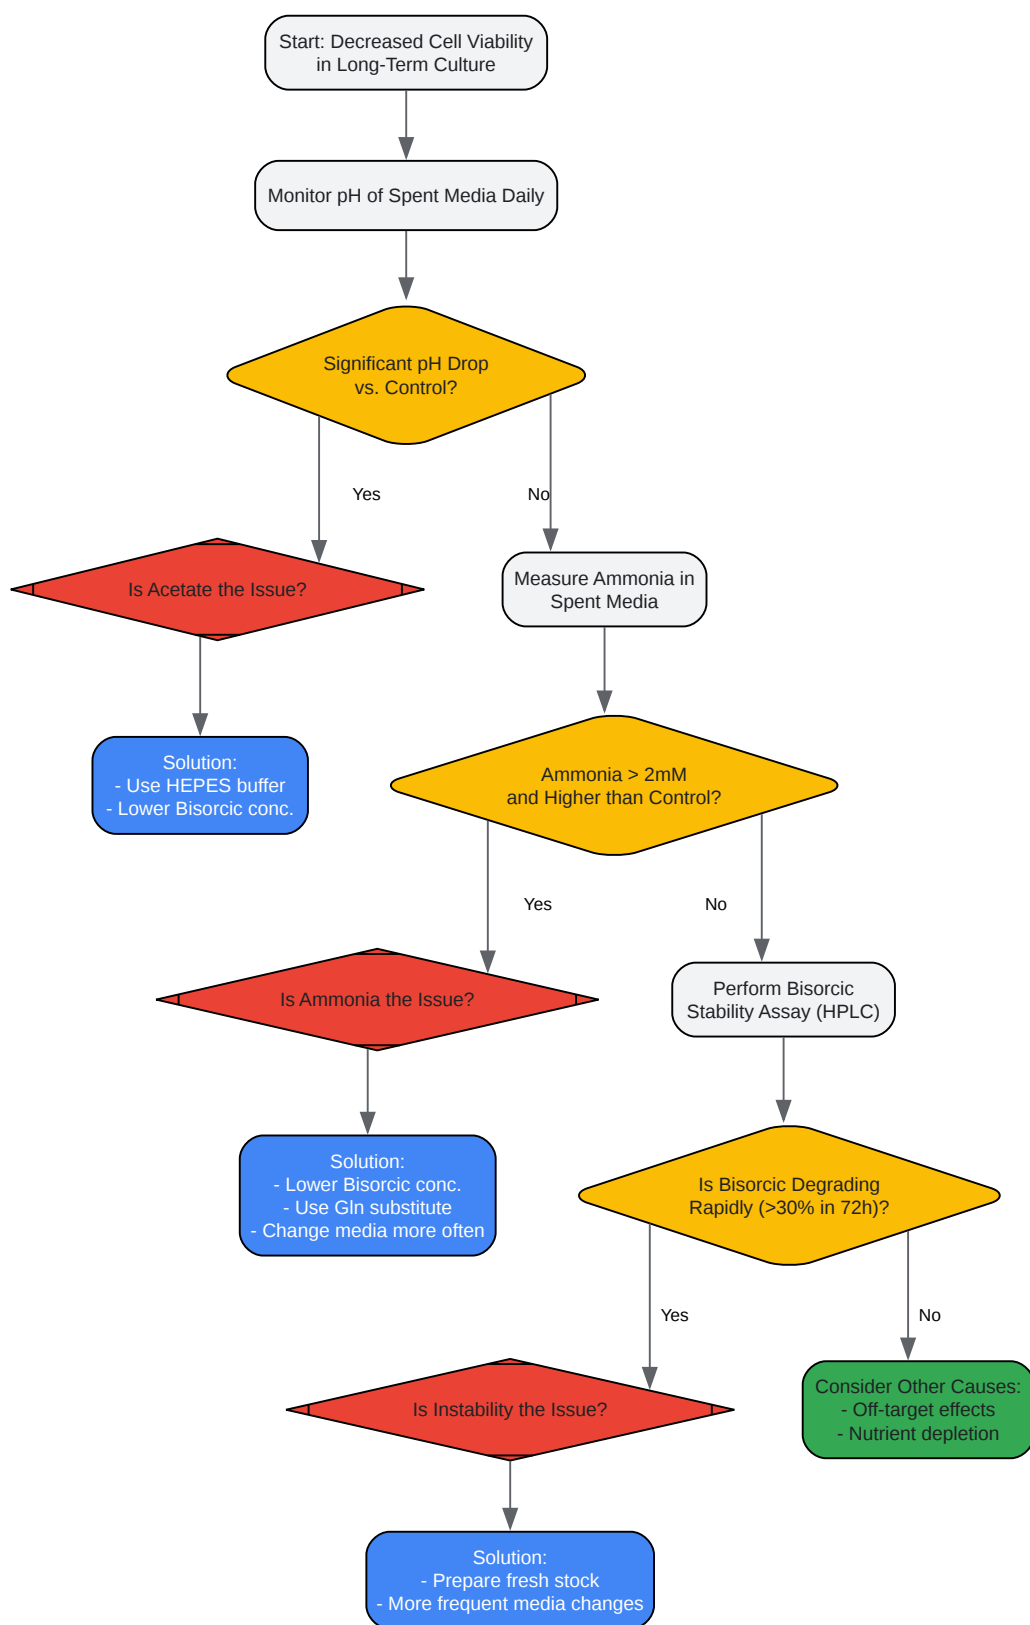 Start: Decreased Cell Viability
in Long-Term Culture
Monitor pH of Spent Media Daily
Significant pH Drop
vs. Control?
Yes
No
Is Acetate the Issue?
Measure Ammonia in
Spent Media
Solution:
- Use HEPES buffer
- Lower Bisorcic conc.
Ammonia > 2mM
and Higher than Control?
Yes
No
Is Ammonia the Issue?
Perform Bisorcic
Stability Assay (HPLC)
Solution:
- Lower Bisorcic conc.
- Use Gln substitute
- Change media more often
Is Bisorcic Degrading
Rapidly (>30% in 72h)?
Yes
No
Is Instability the Issue?
Consider Other Causes:
- Off-target effects
- Nutrient depletion
Solution:
- Prepare fresh stock
- More frequent media changes